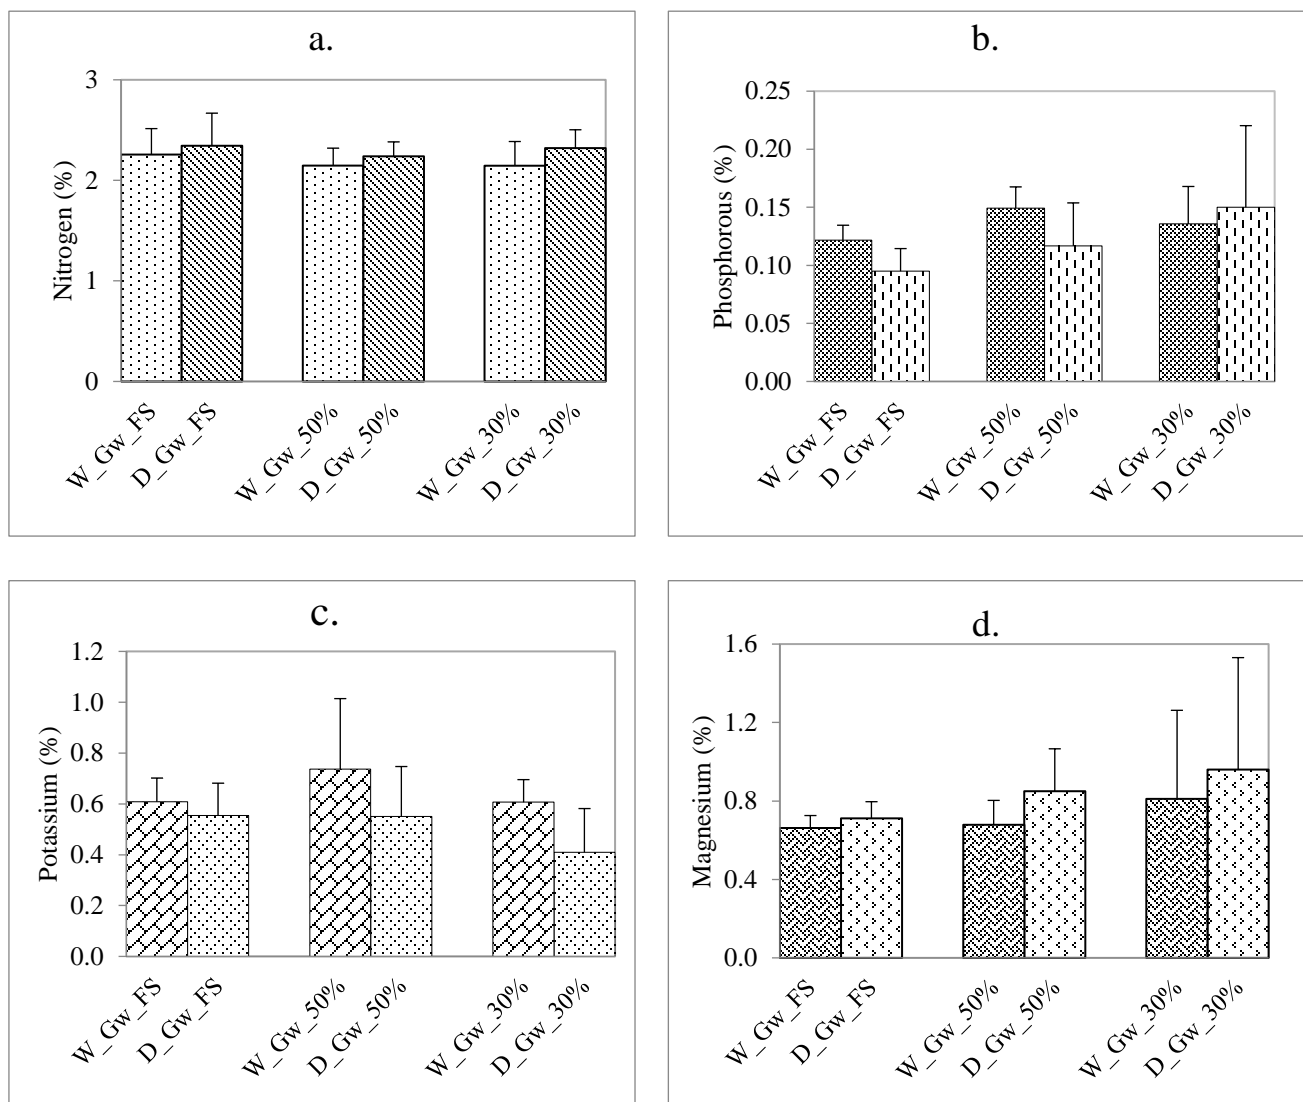 a.
Nitrogen (%)
3
2
1
0
W_Gw_FS
D_Gw_FS
W_Gw_50%
D_Gw_50%
W_Gw_30%
D_Gw_30%
b.
Phosphorous (%)
0.25
0.20
0.15
0.10
0.05
0.00
W_Gw_FS
D_Gw_FS
W_Gw_50%
D_Gw_50%
W_Gw_30%
D_Gw_30%
c.
Potassium (%)
1.2
1.0
0.8
0.6
0.4
0.2
0.0
W_Gw_FS
D_Gw_FS
W_Gw_50%
D_Gw_50%
W_Gw_30%
D_Gw_30%
d.
Magnesium (%)
1.6
1.2
0.8
0.4
0.0
W_Gw_FS
D_Gw_FS
W_Gw_50%
D_Gw_50%
W_Gw_30%
D_Gw_30%